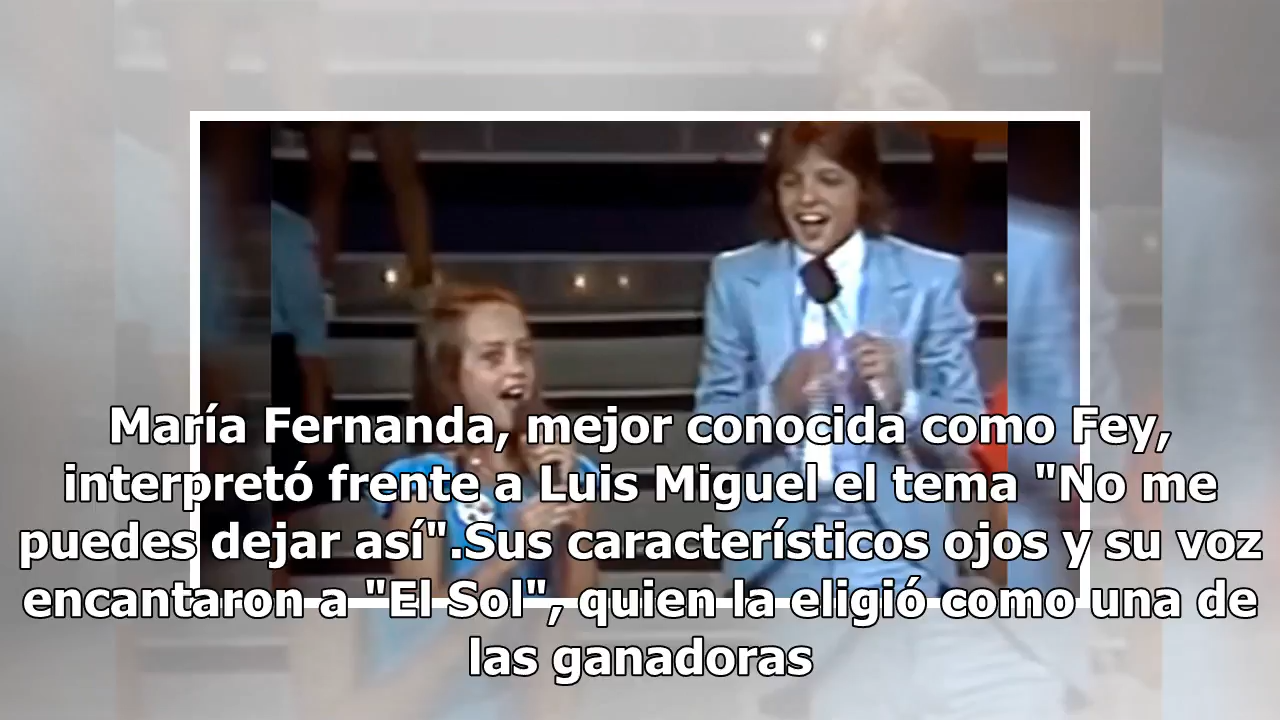 María Fernanda, mejor conocida como Fey,
interpretó frente a Luis Miguel el tema "No me
puedes dejar así".Sus característicos ojos y su voz
encantaron a "El Sol", quien la eligió como una de
las ganadoras